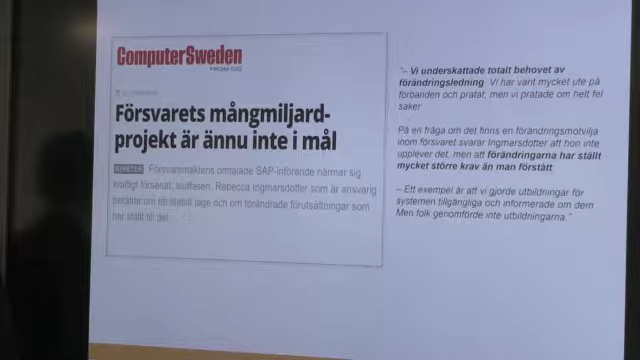 ComputerSweden
FROM IDG
Försvarets mångmiljard-
projekt är ännu inte i mål
NYHETER Försvarsmaktens omtalade SAP-införande närmar sig
kraftigt försenat, slutfasen. Rebecca Ingmarsdotter som är ansvarig
berättar om ett stabilt läge och om förändrade förutsättningar som
har ställt till det
"– Vi underskattade totalt behovet av
förändringsledning. Vi har varit mycket ute på
förbanden och pratat, men vi pratade om helt fel
saker
På en fråga om det finns en förändringsmotvilja
inom försvaret svarar Ingmarsdotter att hon inte
upplever det, men att förändringarna har ställt
mycket större krav än man förstått
– Ett exempel är att vi gjorde utbildningar för
systemen tillgängliga och informerade om dem.
Men folk genomförde inte utbildningarna."